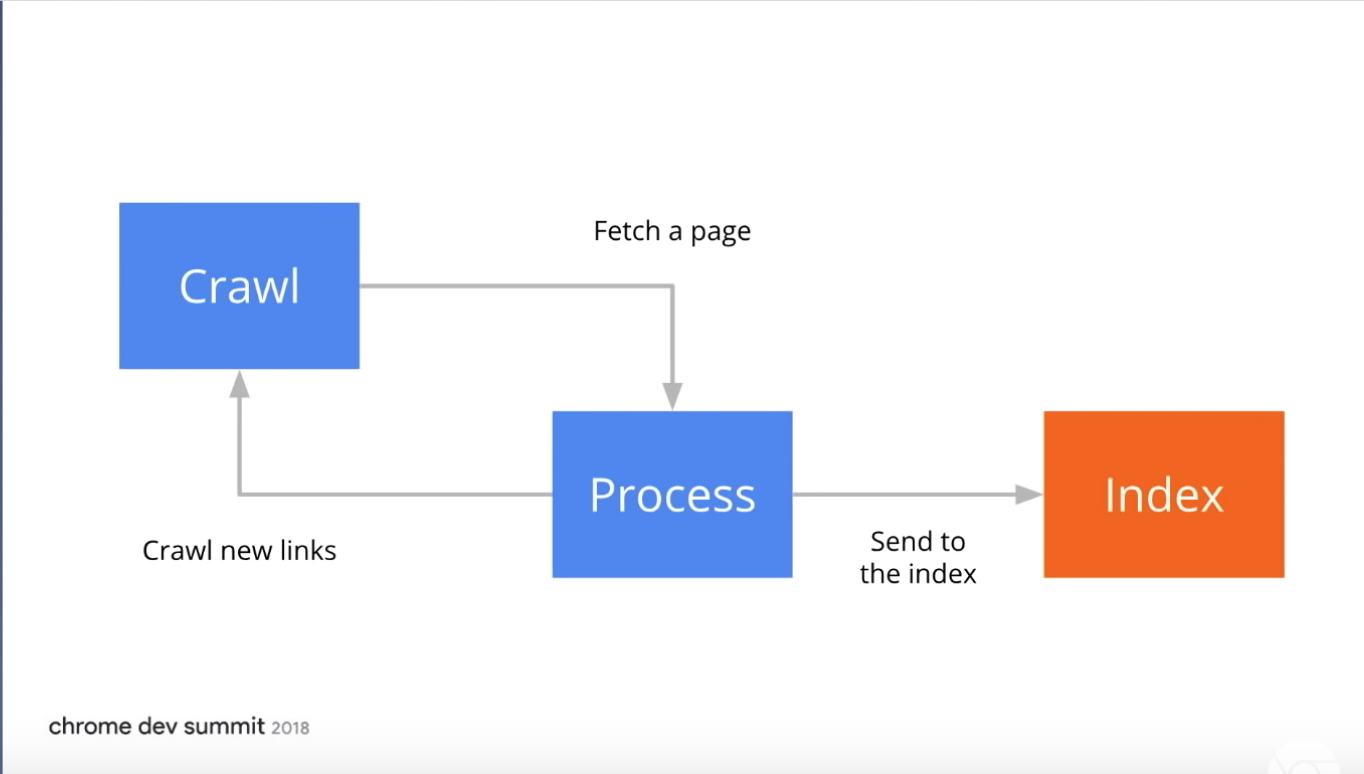 Fetch a page
Crawl
Process
Index
Crawl new links
Send to
the index
chrome dev summit 2018